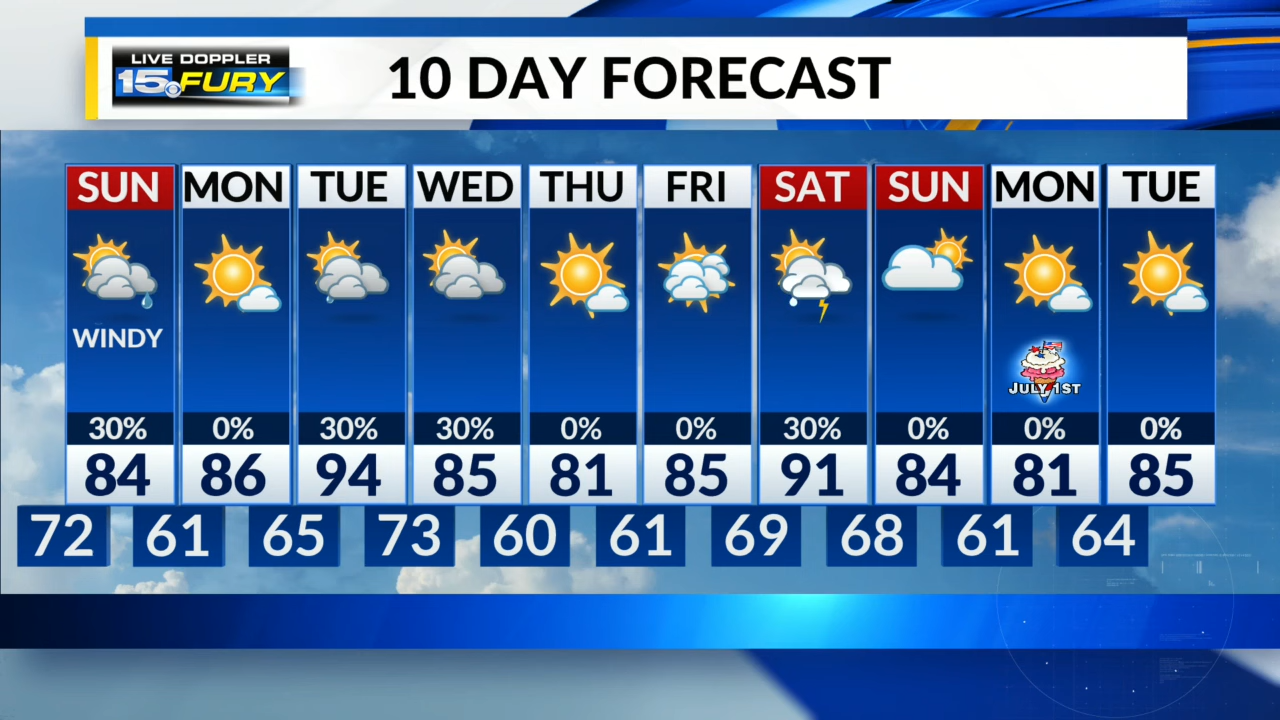 LIVE DOPPLER
15 FURY
10 DAY FORECAST
SUN MON TUE WED THU FRI SAT SUN MON TUE
WINDY
JULY 1ST
30% 0% 30% 30% 0% 0% 30% 0% 0% 0%
84 86 94 85 81 85 91 84 81 85
72 61 65 73 60 61 69 68 61 64